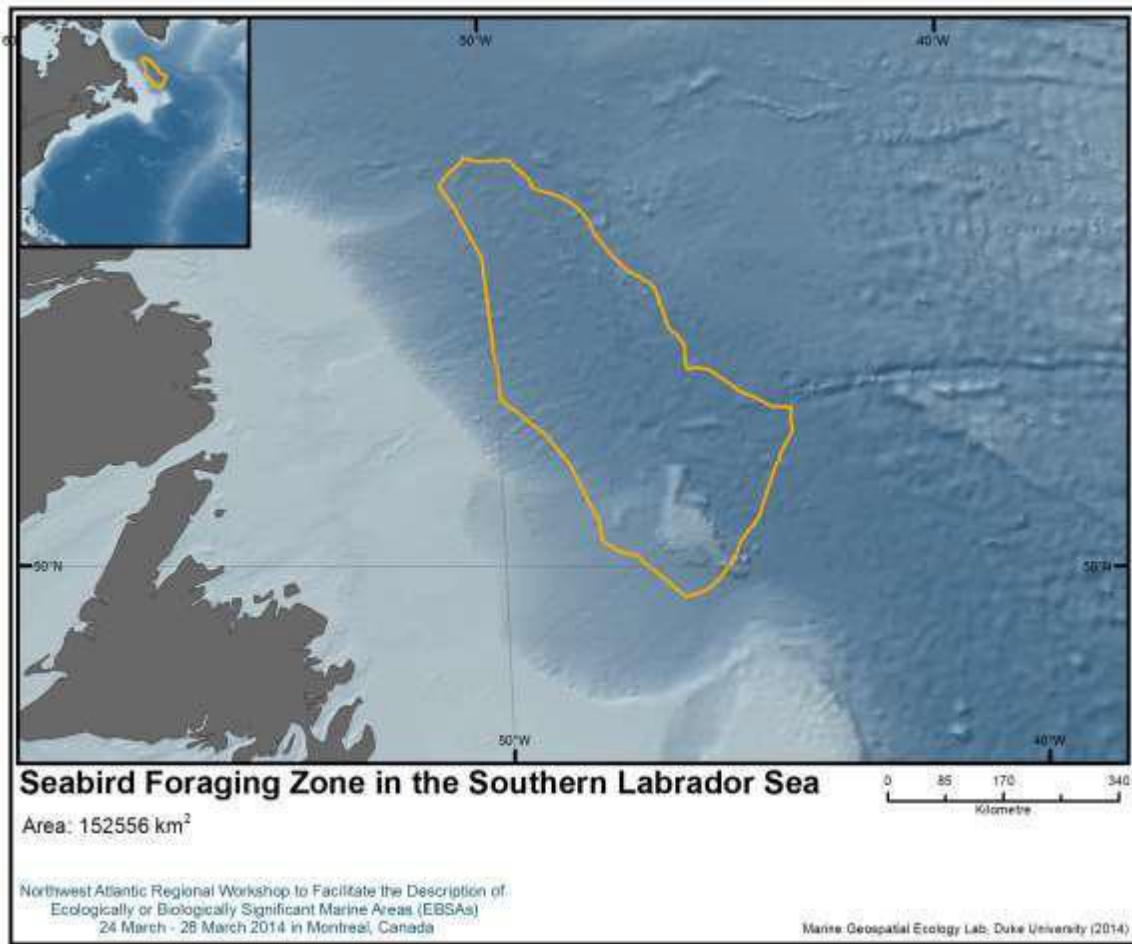 50°W
40°W
50°N
50°N
50°W
40°W
Seabird Foraging Zone in the Southern Labrador Sea
0 85 170 340
Kilometre
Area: 152556 km²
Northwest Atlantic Regional Workshop to Facilitate the Description of
Ecologically or Biologically Significant Marine Areas (EBSAs)
24 March - 28 March 2014 in Montreal, Canada
Marine Geospatial Ecology Lab, Duke University (2014)